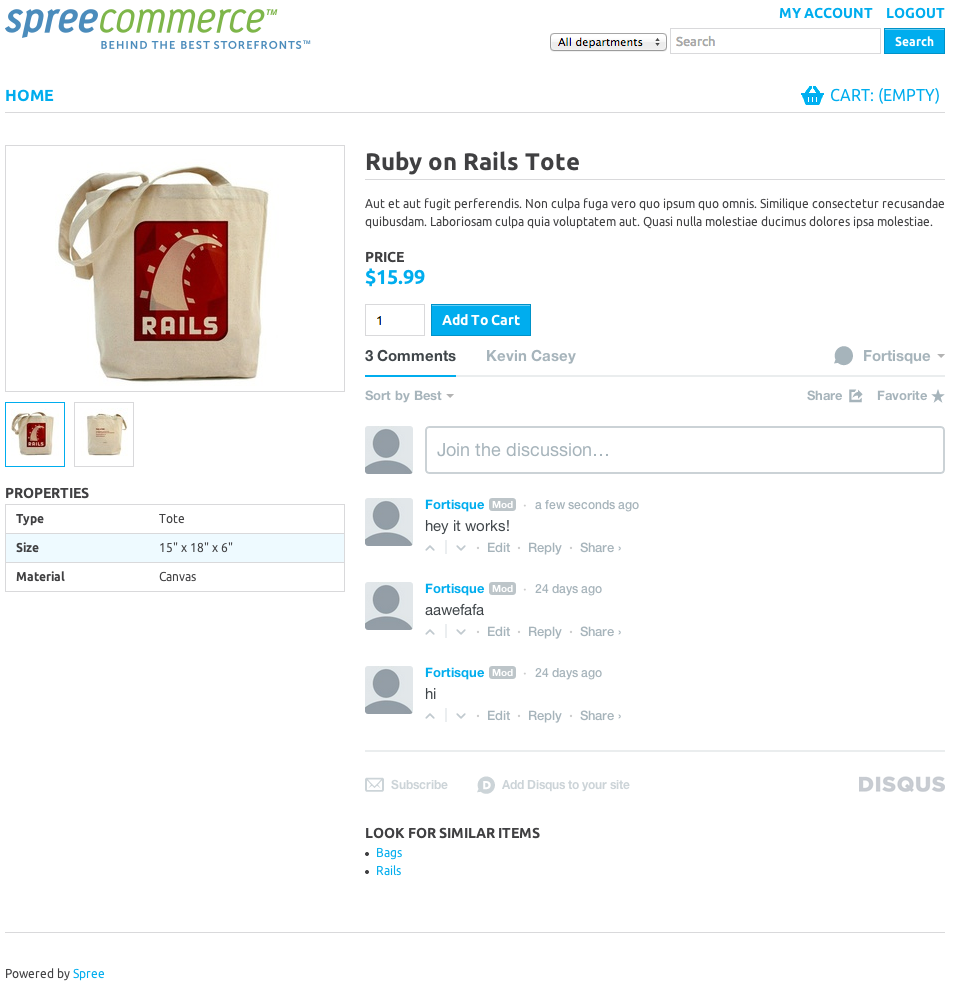 spreecommerce™
BEHIND THE BEST STOREFRONTS™
MY ACCOUNT LOGOUT
All departments Search Search
HOME
CART: (EMPTY)
RAILS
RAILS
PROPERTIES
Type Tote
Size 15" x 18" x 6"
Material Canvas
Ruby on Rails Tote
Aut et aut fugit perferendis. Non culpa fuga vero quo ipsum quo omnis. Similique consectetur recusandae
quibusdam. Laboriosam culpa quia voluptatem aut. Quasi nulla molestiae ducimus dolores ipsa molestiae.
PRICE
$15.99
1 Add To Cart
3 Comments Kevin Casey Fortisque
Sort by Best Share Favorite
Join the discussion…
Fortisque Mod · a few seconds ago
hey it works!
· Edit · Reply · Share ›
Fortisque Mod · 24 days ago
aawefafa
· Edit · Reply · Share ›
Fortisque Mod · 24 days ago
hi
· Edit · Reply · Share ›
Subscribe D Add Disqus to your site DISQUS
LOOK FOR SIMILAR ITEMS
• Bags
• Rails
Powered by Spree